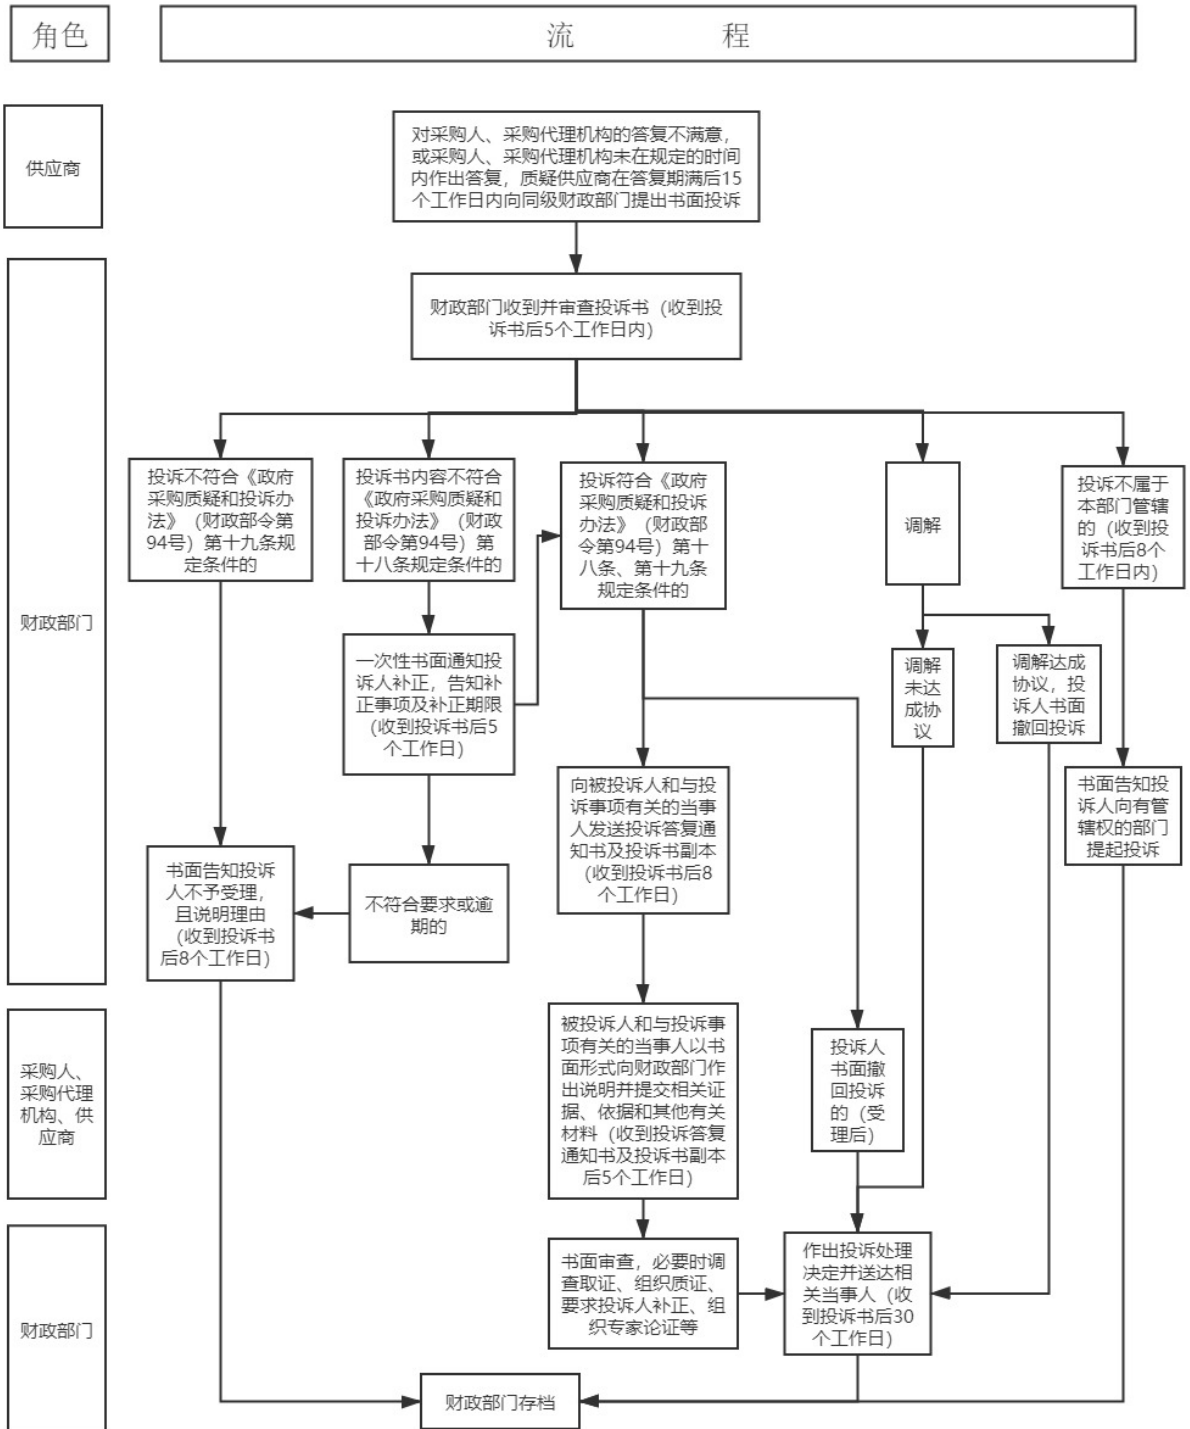 角色
流 程
供应商
对采购人、采购代理机构的答复不满意，
或采购人、采购代理机构未在规定的时间
内作出答复，质疑供应商在答复期满后15
个工作日内向同级财政部门提出书面投诉
财政部门
财政部门收到并审查投诉书（收到投
诉书后5个工作日内）
投诉不符合《政府
采购质疑和投诉办
法》（财政部令第
94号）第十九条规
定条件的
投诉书内容不符合
《政府采购质疑和
投诉办法》（财政
部令第94号）第
十八条规定条件的
投诉符合《政府
采购质疑和投诉
办法》（财政部
令第94号）第十
八条、第十九条
规定条件的
调解
投诉不属于
本部门管辖
的（收到投
诉书后8个
工作日内）
一次性书面通知投
诉人补正，告知补
正事项及补正期限
（收到投诉书后5
个工作日）
调解
未达
成协
议
调解达成
协议，投
诉人书面
撤回投诉
向被投诉人和与投
诉事项有关的当事
人发送投诉答复通
知书及投诉书副本
（收到投诉书后8
个工作日）
书面告知投
诉人向有管
辖权的部门
提起投诉
书面告知投诉
人不予受理，
且说明理由
（收到投诉书
后8个工作日）
不符合要求或逾
期的
采购人、
采购代理
机构、供
应商
被投诉人和与投诉事
项有关的当事人以书
面形式向财政部门作
出说明并提交相关证
据、依据和其他有关
材料（收到投诉答复
通知书及投诉书副本
后5个工作日）
投诉人
书面撤
回投诉
的（受
理后）
财政部门
书面审查，必要时调
查取证、组织质证、
要求投诉人补正、组
织专家论证等
作出投诉处理
决定并送达相
关当事人（收
到投诉书后30
个工作日）
财政部门存档